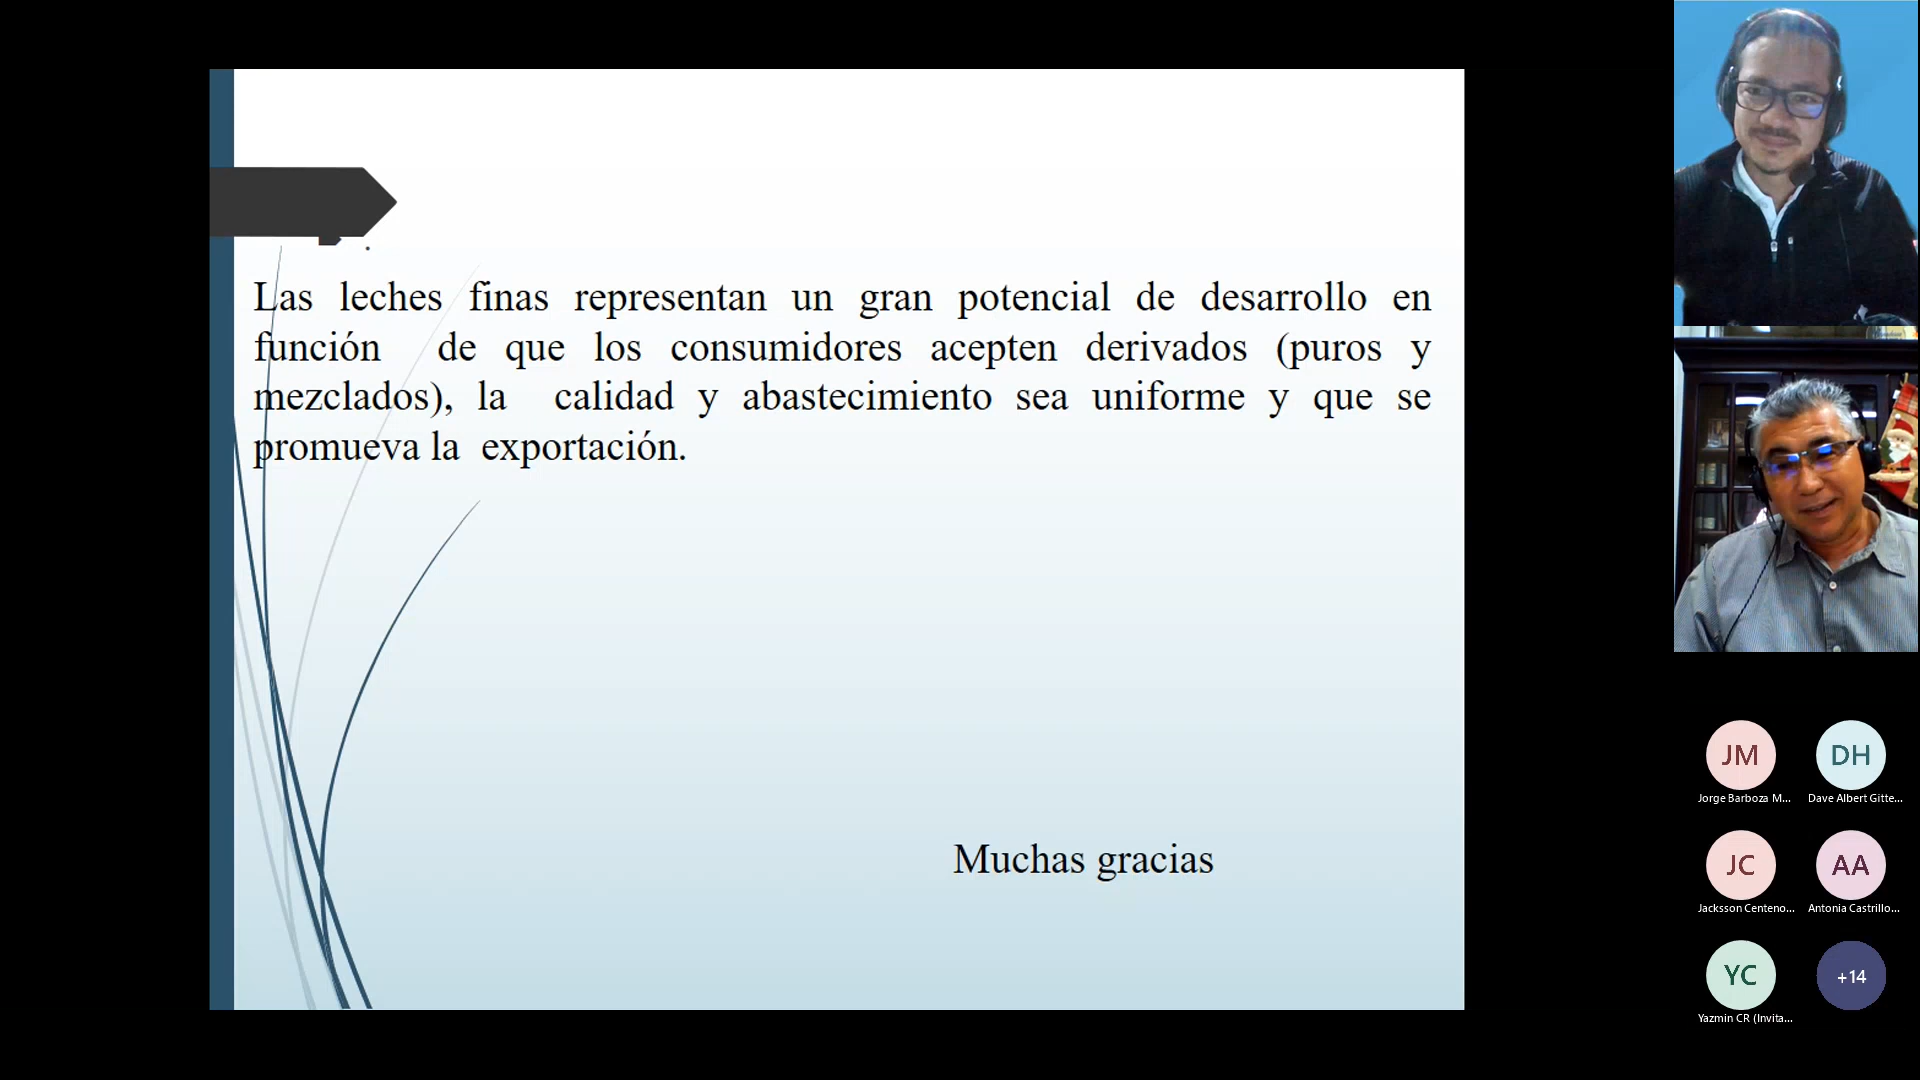 Las leches finas representan un gran potencial de desarrollo en
función de que los consumidores acepten derivados (puros y
mezclados), la calidad y abastecimiento sea uniforme y que se
promueva la exportación.
Muchas gracias
JM
Jorge Barboza M...
DH
Dave Albert Gitte...
JC
Jacksson Centeno...
AA
Antonia Castrillo...
YC
Yazmin CR (Invita...
+14